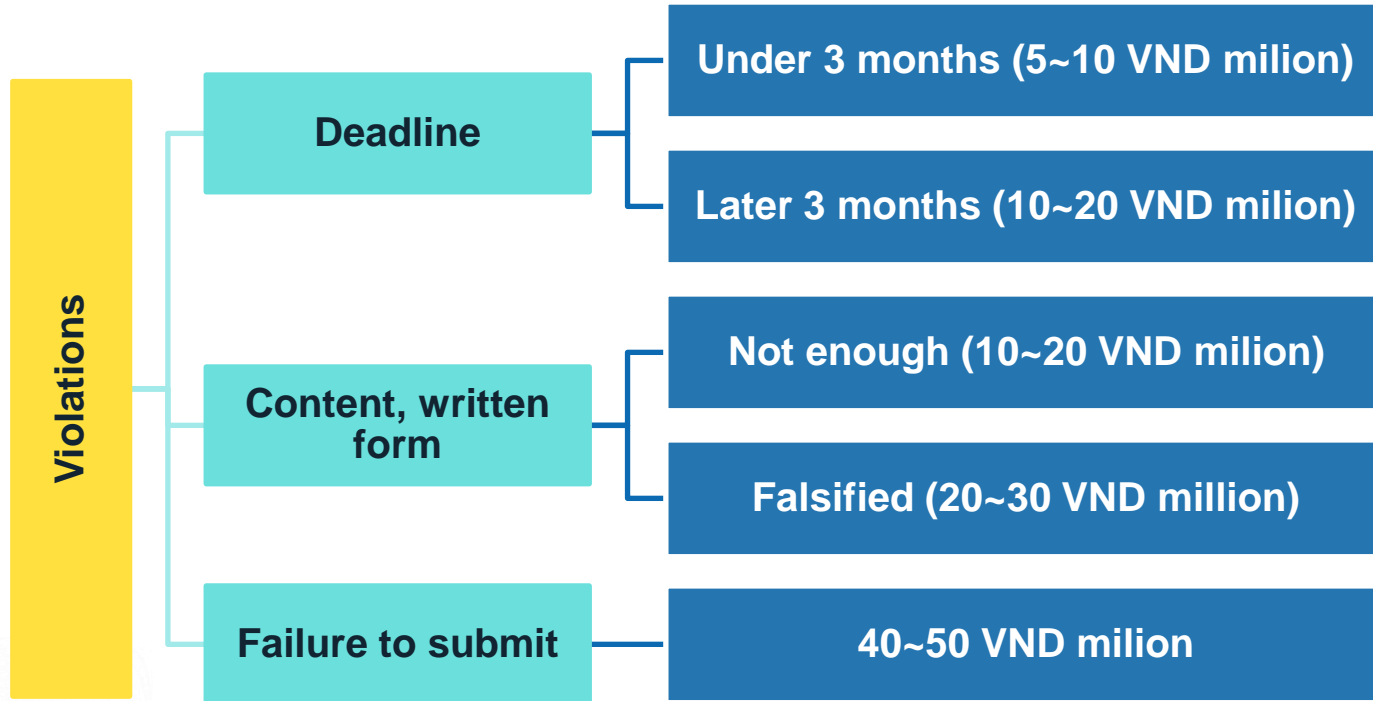 Violations
Deadline
Under 3 months (5~10 VND milion)
Later 3 months (10~20 VND milion)
Content, written
form
Not enough (10~20 VND milion)
Falsified (20~30 VND million)
Failure to submit
40~50 VND milion